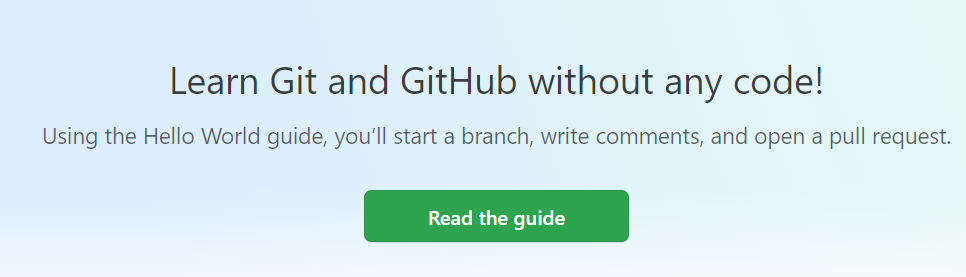 Learn Git and GitHub without any code!
Using the Hello World guide, you’ll start a branch, write comments, and open a pull request.
Read the guide